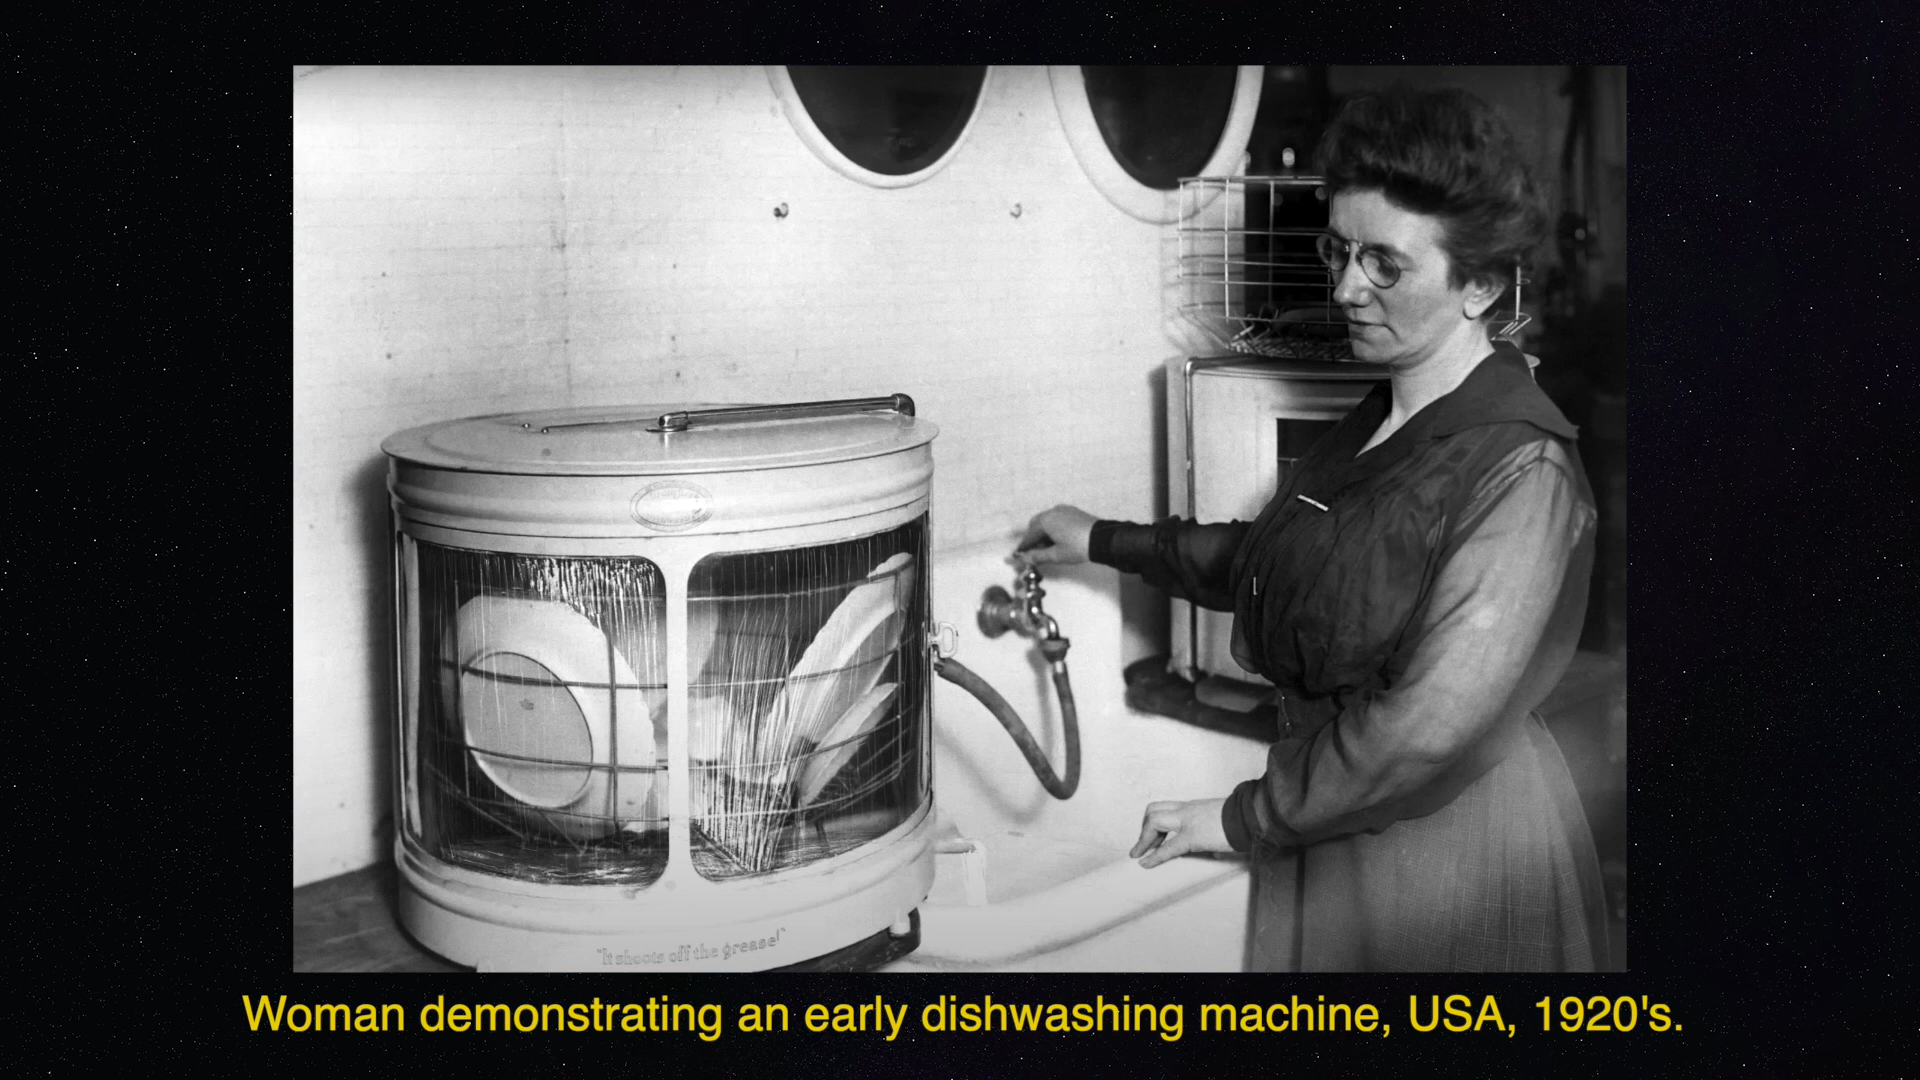 "It shoots off the grease!"
Woman demonstrating an early dishwashing machine, USA, 1920's.